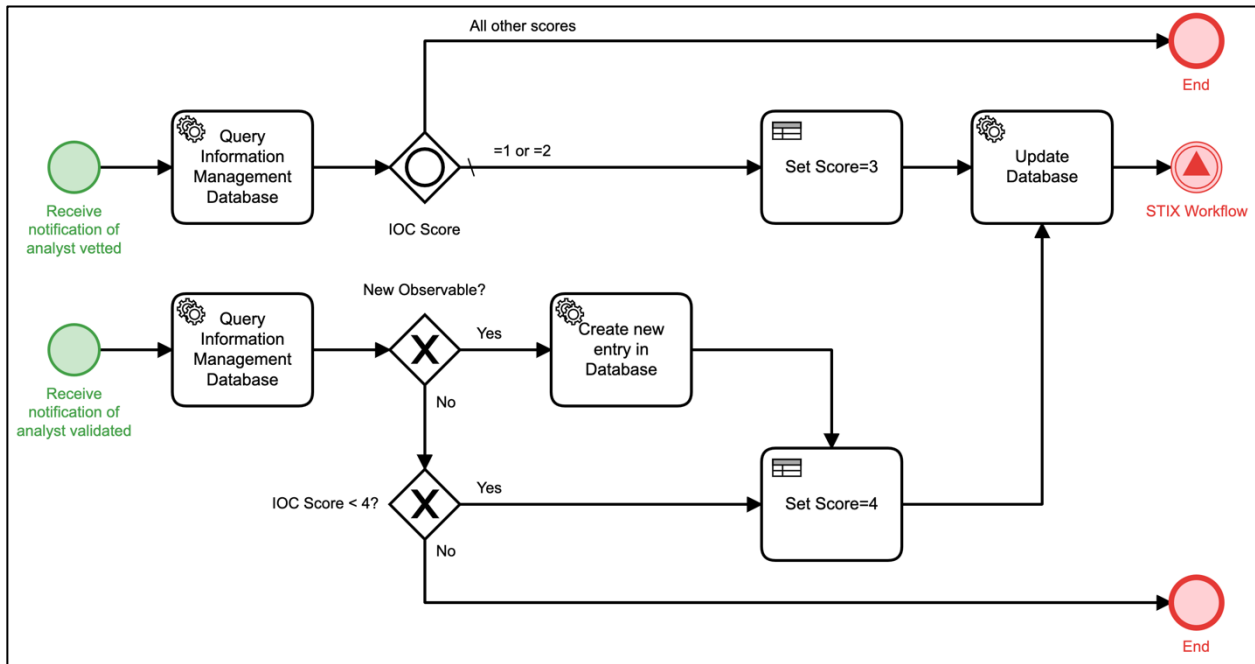 All other scores
End
Query
Information
Management
Database
=1 or =2
Set Score=3
Update
Database
Receive
notification of
analyst vetted
IOC Score
STIX Workflow
New Observable?
Query
Information
Management
Database
Yes
Create new
entry in
Database
Receive
notification of
analyst validated
No
IOC Score < 4?
Yes
Set Score=4
No
End